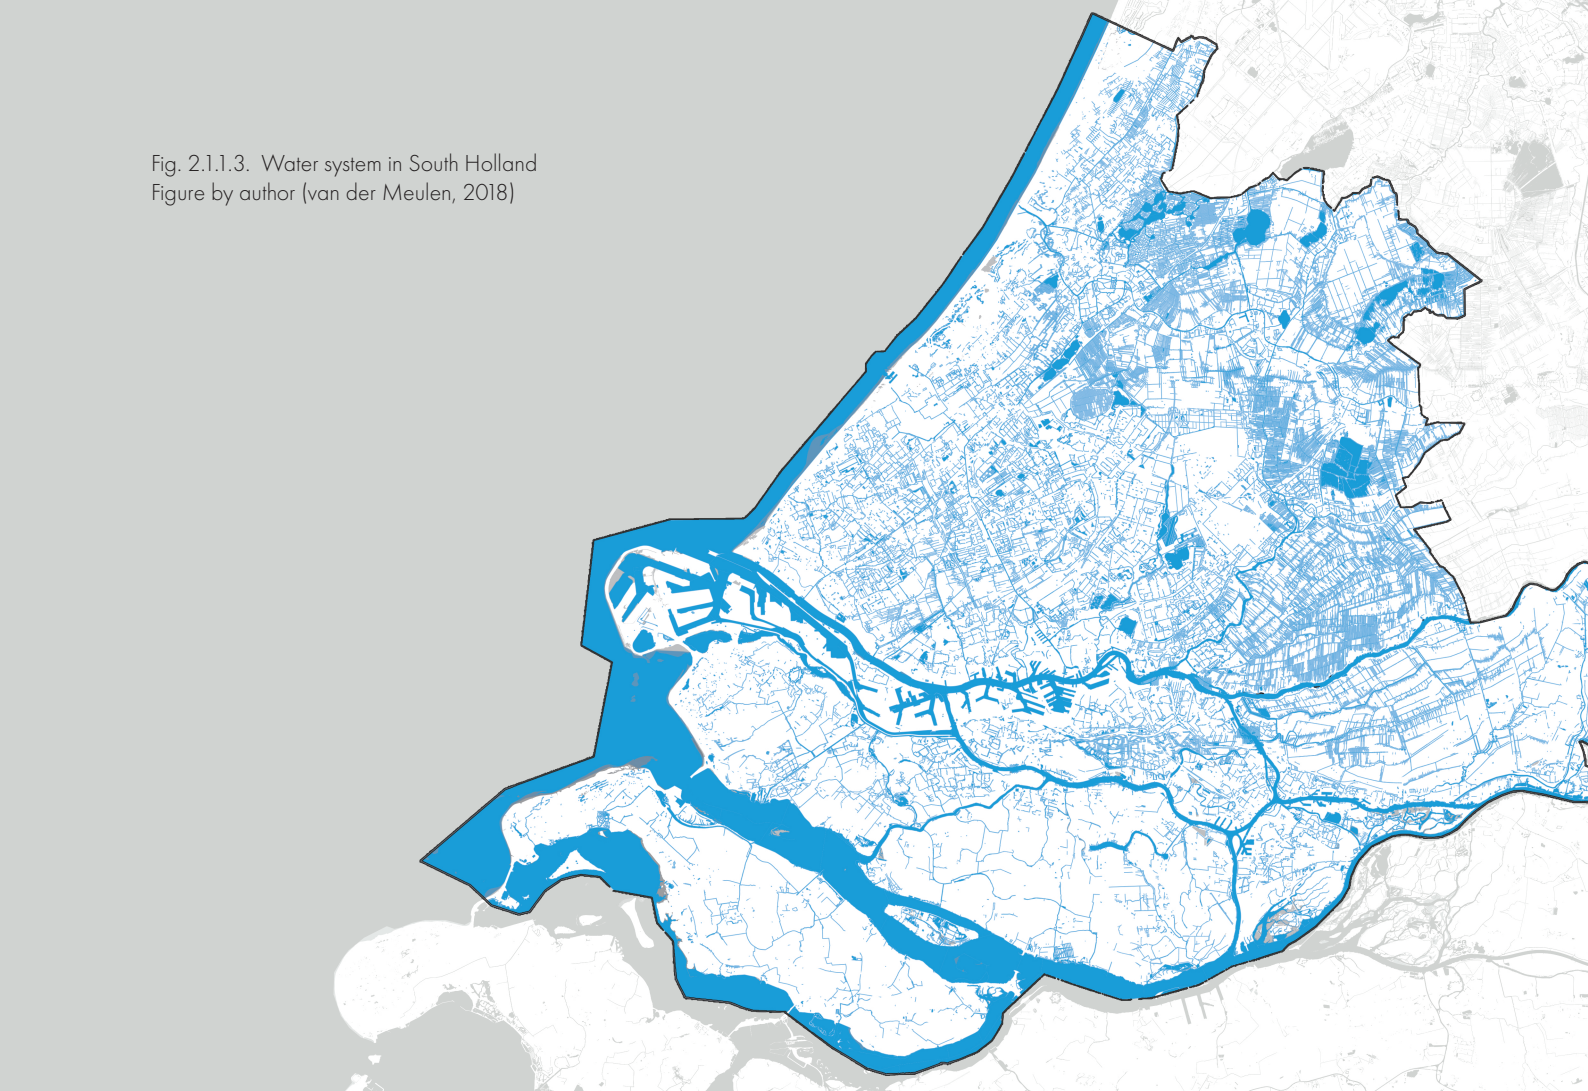 Fig. 2.1.1.3. Water system in South Holland
Figure by author (van der Meulen, 2018)